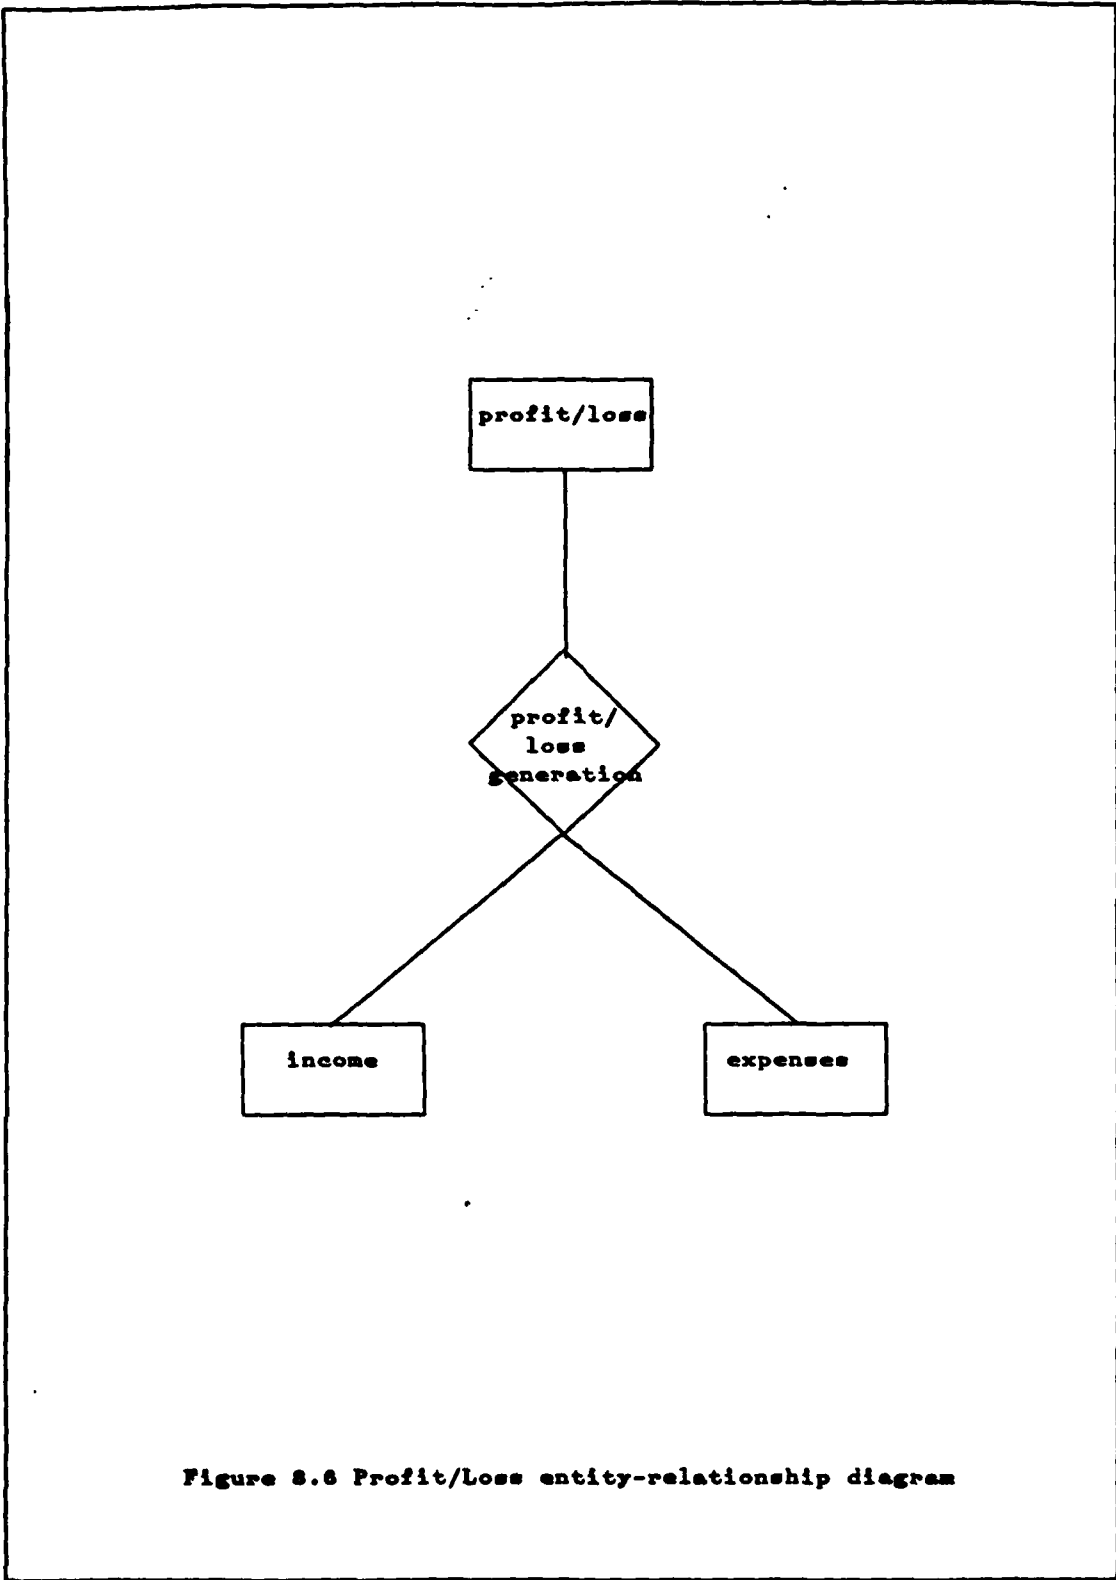 profit/loss
profit/
loss
generation
income
expenses
Figure 8.6 Profit/Loss entity-relationship diagram